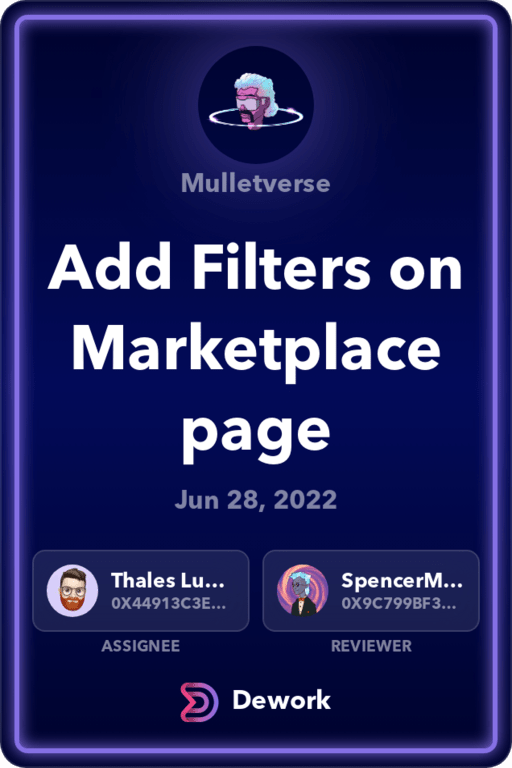 Mulletverse
Add Filters on
Marketplace
page
Jun 28, 2022
Thales Lu...
0X44913C3E...
SpencerM...
0X9C799BF3...
ASSIGNEE
REVIEWER
Dework